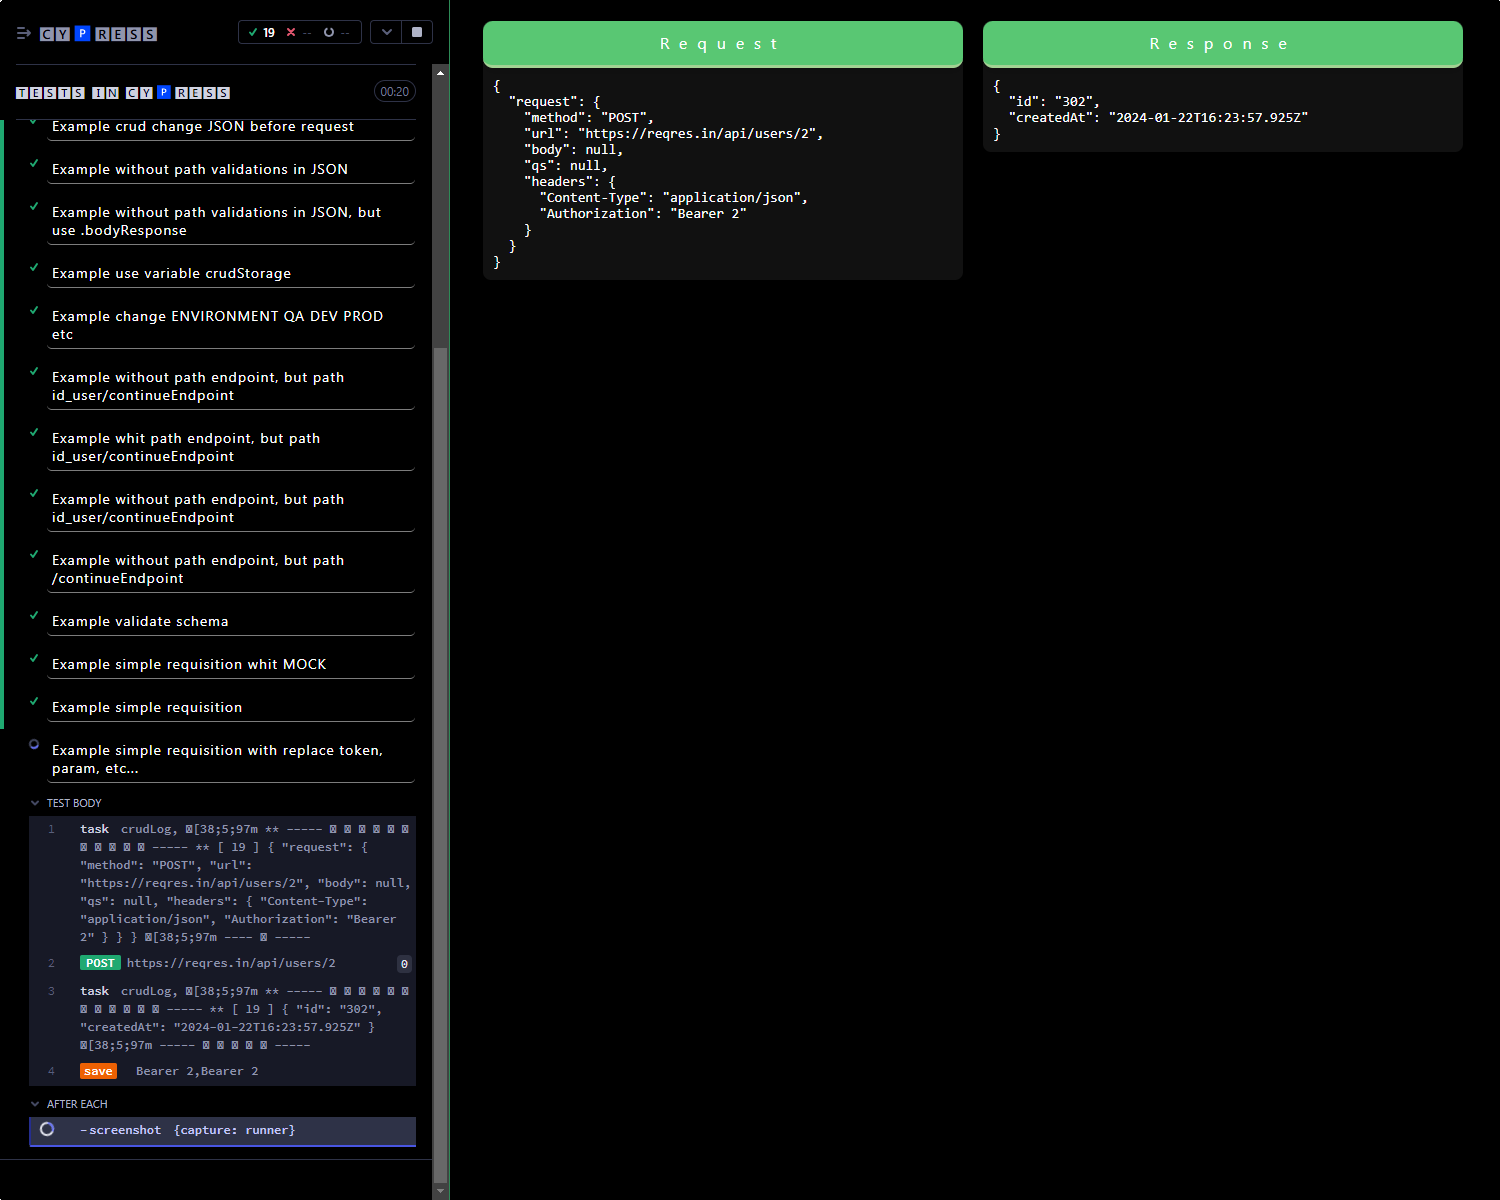 CYPRESS
19 -- --
TESTS IN CYPRESS
00:20
Example crud change JSON before request
Example without path validations in JSON
Example without path validations in JSON, but
use .bodyResponse
Example use variable crudStorage
Example change ENVIRONMENT QA DEV PROD
etc
Example without path endpoint, but path
id_user/continueEndpoint
Example whit path endpoint, but path
id_user/continueEndpoint
Example without path endpoint, but path
id_user/continueEndpoint
Example without path endpoint, but path
/continueEndpoint
Example validate schema
Example simple requisition whit MOCK
Example simple requisition
Example simple requisition with replace token,
param, etc...
TEST BODY
1 task crudLog, [38;5;97m ** -----
----- ** [ 19 ] { "request": {
"method": "POST", "url":
"https://reqres.in/api/users/2", "body": null,
"qs": null, "headers": { "Content-Type":
"application/json", "Authorization": "Bearer
2" } } } [38;5;97m ---- -----
2 POST https://reqres.in/api/users/2 0
3 task crudLog, [38;5;97m ** -----
----- ** [ 19 ] { "id": "302",
"createdAt": "2024-01-22T16:23:57.925Z" }
[38;5;97m ----- -----
4 save Bearer 2,Bearer 2
AFTER EACH
-screenshot {capture: runner}
Request
{
"request": {
"method": "POST",
"url": "https://reqres.in/api/users/2",
"body": null,
"qs": null,
"headers": {
"Content-Type": "application/json",
"Authorization": "Bearer 2"
}
}
}
Response
{
"id": "302",
"createdAt": "2024-01-22T16:23:57.925Z"
}